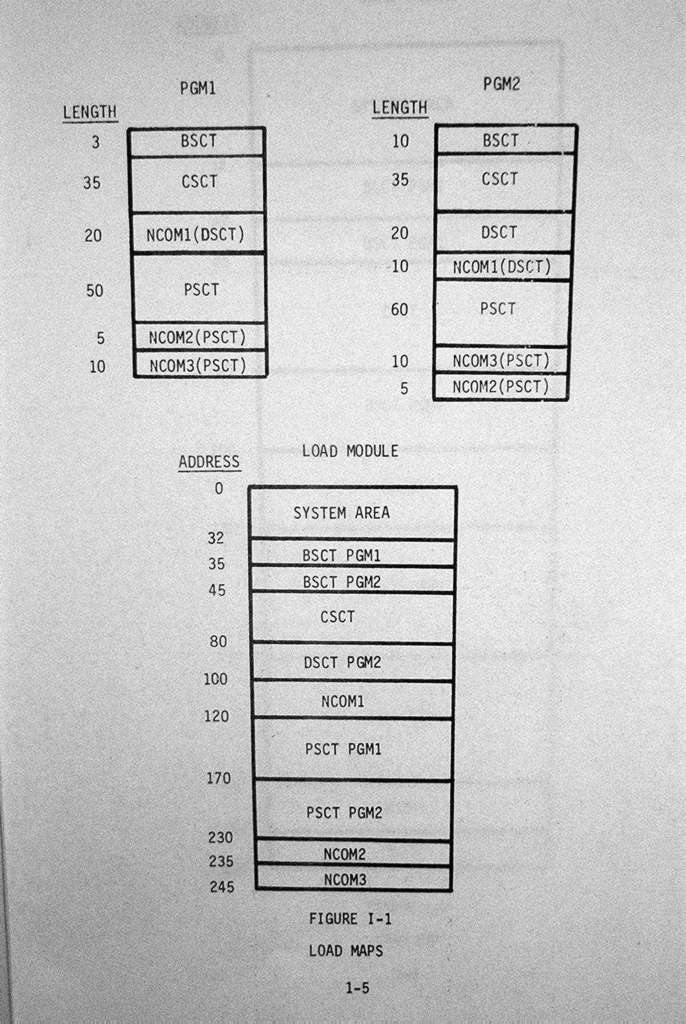 PGM1
LENGTH
3 BSCT
35 CSCT
20 NCOM1(DSCT)
50 PSCT
5 NCOM2(PSCT)
10 NCOM3(PSCT)
PGM2
LENGTH
10 BSCT
35 CSCT
20 DSCT
10 NCOM1(DSCT)
60 PSCT
10 NCOM3(PSCT)
5 NCOM2(PSCT)
LOAD MODULE
ADDRESS
0
SYSTEM AREA
32
BSCT PGM1
35
BSCT PGM2
45
CSCT
80
DSCT PGM2
100
NCOM1
120
PSCT PGM1
170
PSCT PGM2
230
NCOM2
235
NCOM3
245
FIGURE I-1
LOAD MAPS
1-5